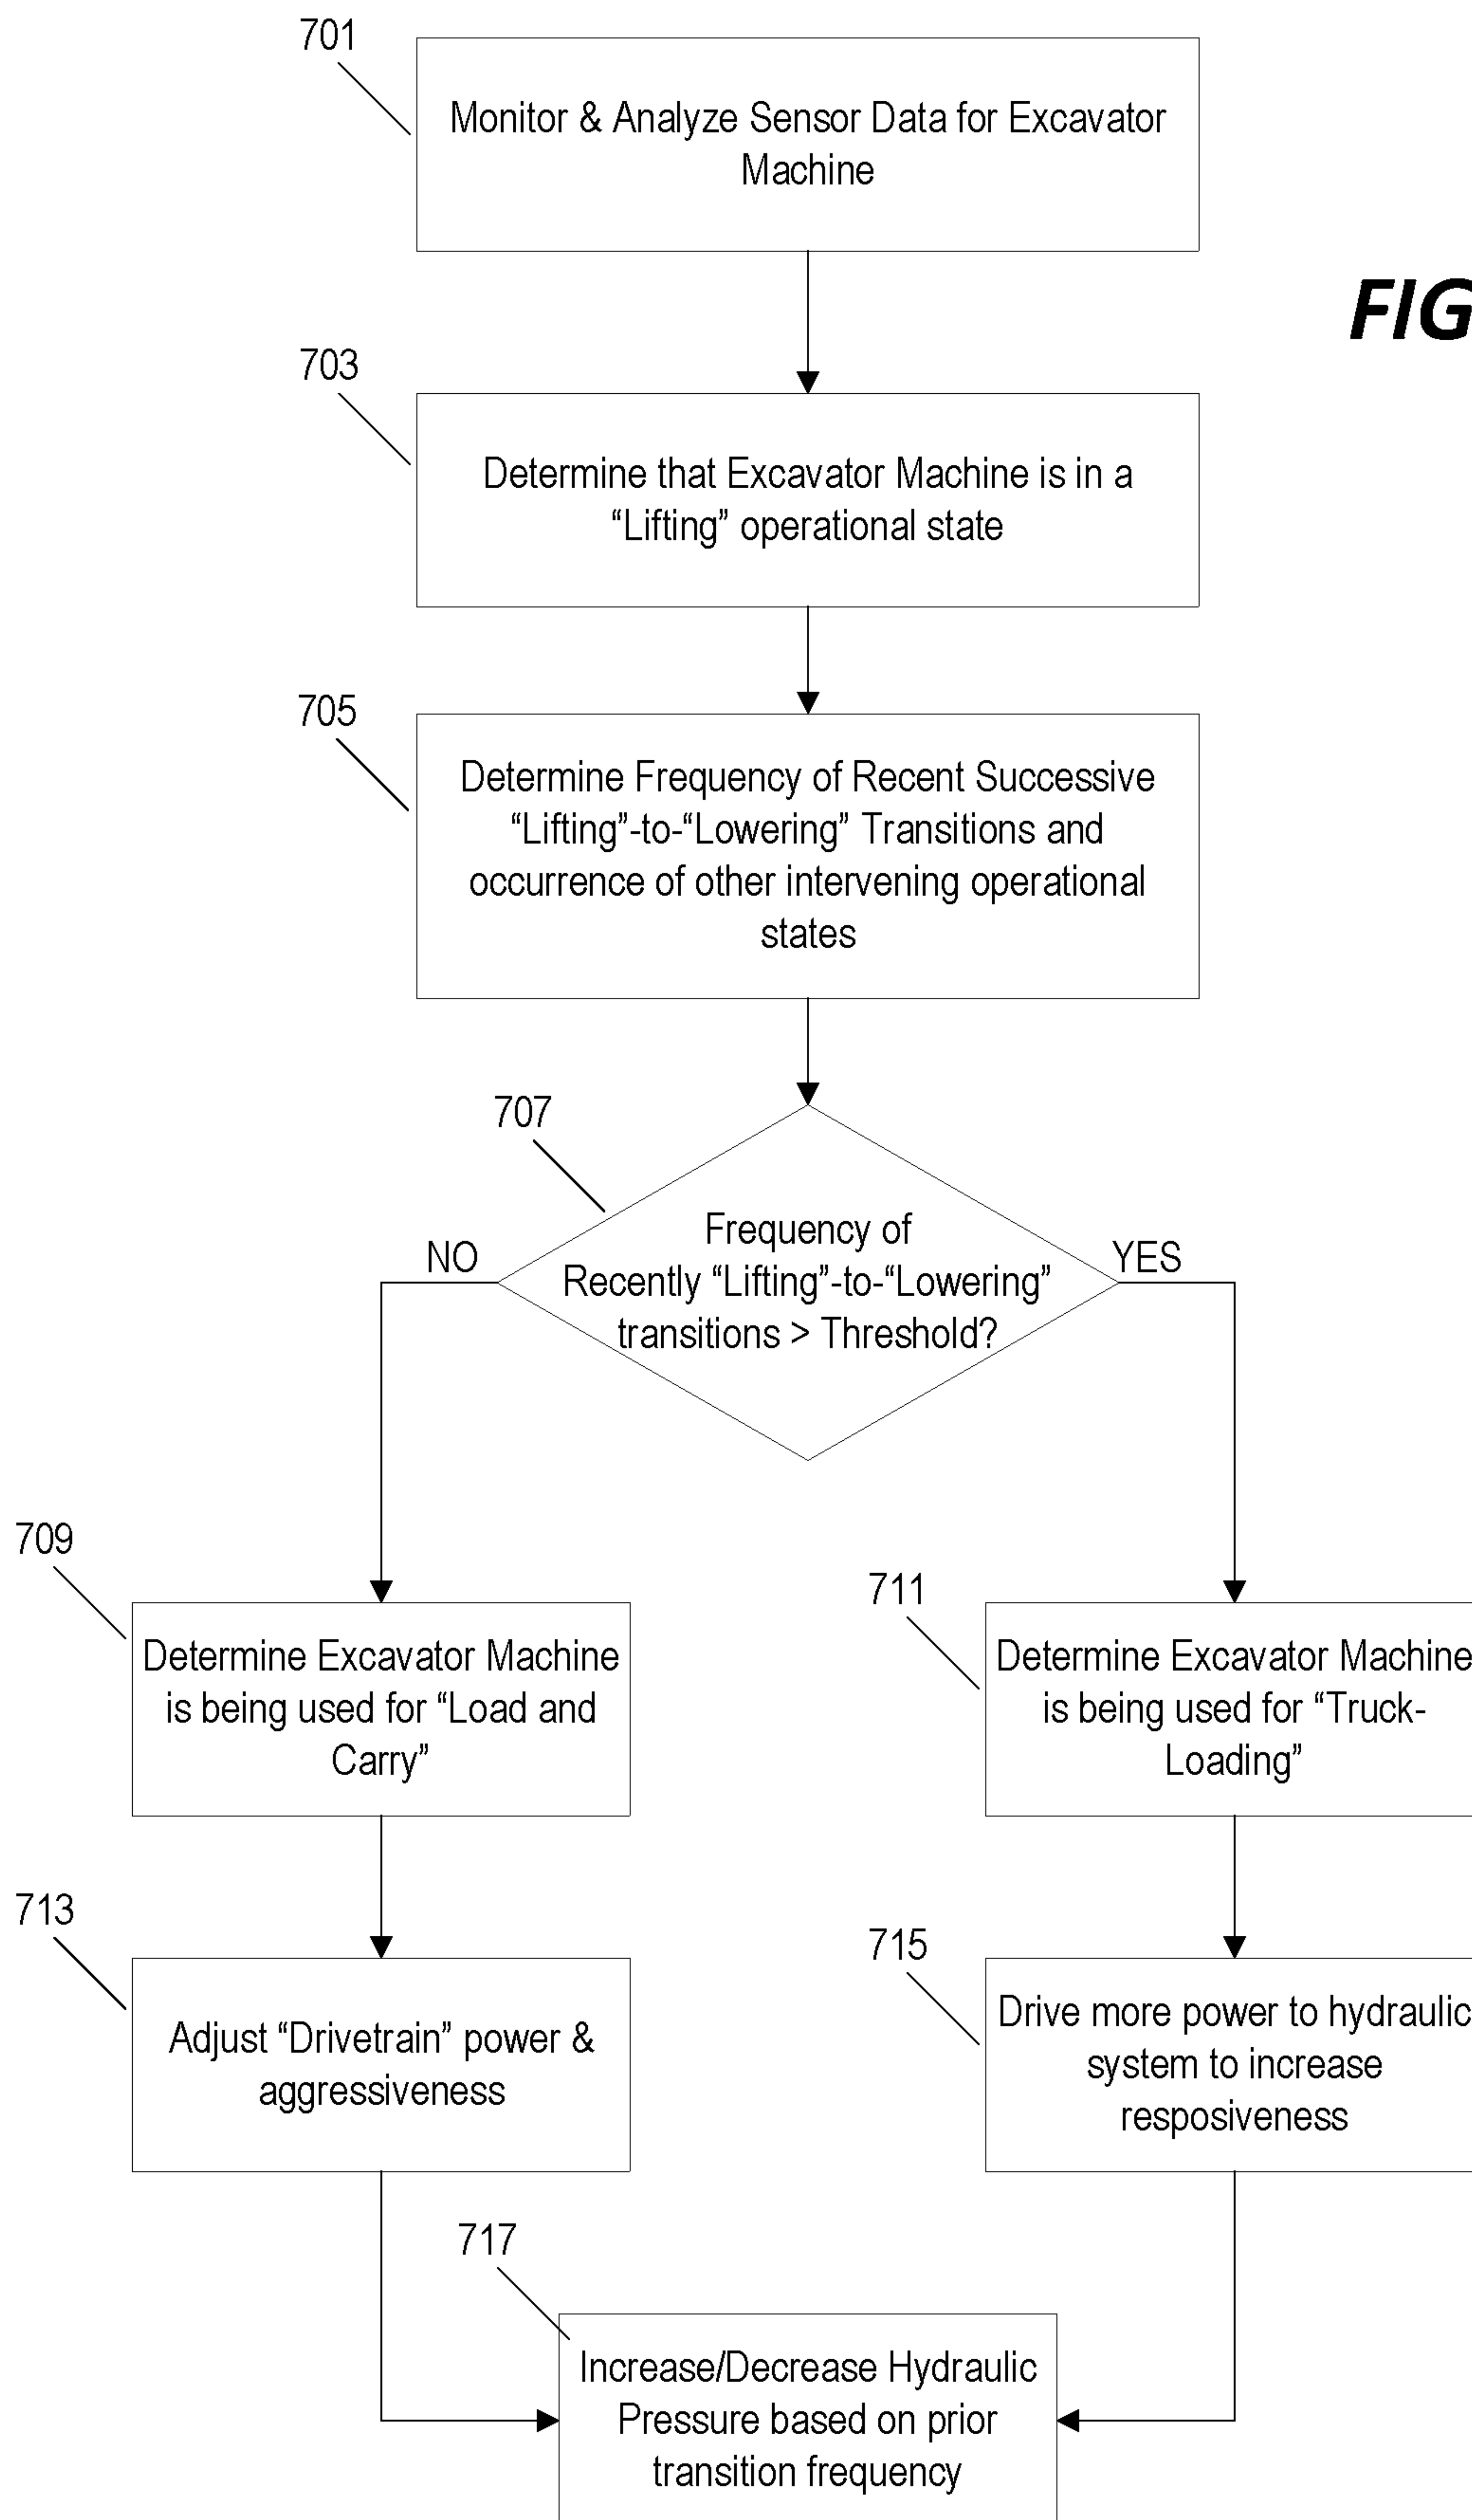 701
Monitor & Analyze Sensor Data for Excavator
Machine
FIG
703
Determine that Excavator Machine is in a
“Lifting” operational state
705
Determine Frequency of Recent Successive
“Lifting”-to-“Lowering” Transitions and
occurrence of other intervening operational
states
707
Frequency of
Recently “Lifting”-to-“Lowering”
transitions > Threshold?
NO
YES
709
Determine Excavator Machine
is being used for “Load and
Carry”
711
Determine Excavator Machine
is being used for “Truck-
Loading”
713
Adjust “Drivetrain” power &
aggressiveness
715
Drive more power to hydraulic
system to increase
resposiveness
717
Increase/Decrease Hydraulic
Pressure based on prior
transition frequency